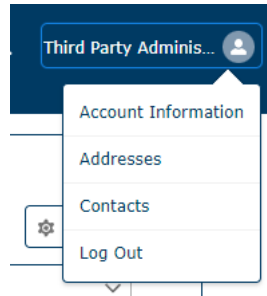 Third Party Adminis...
Account Information
Addresses
Contacts
Log Out